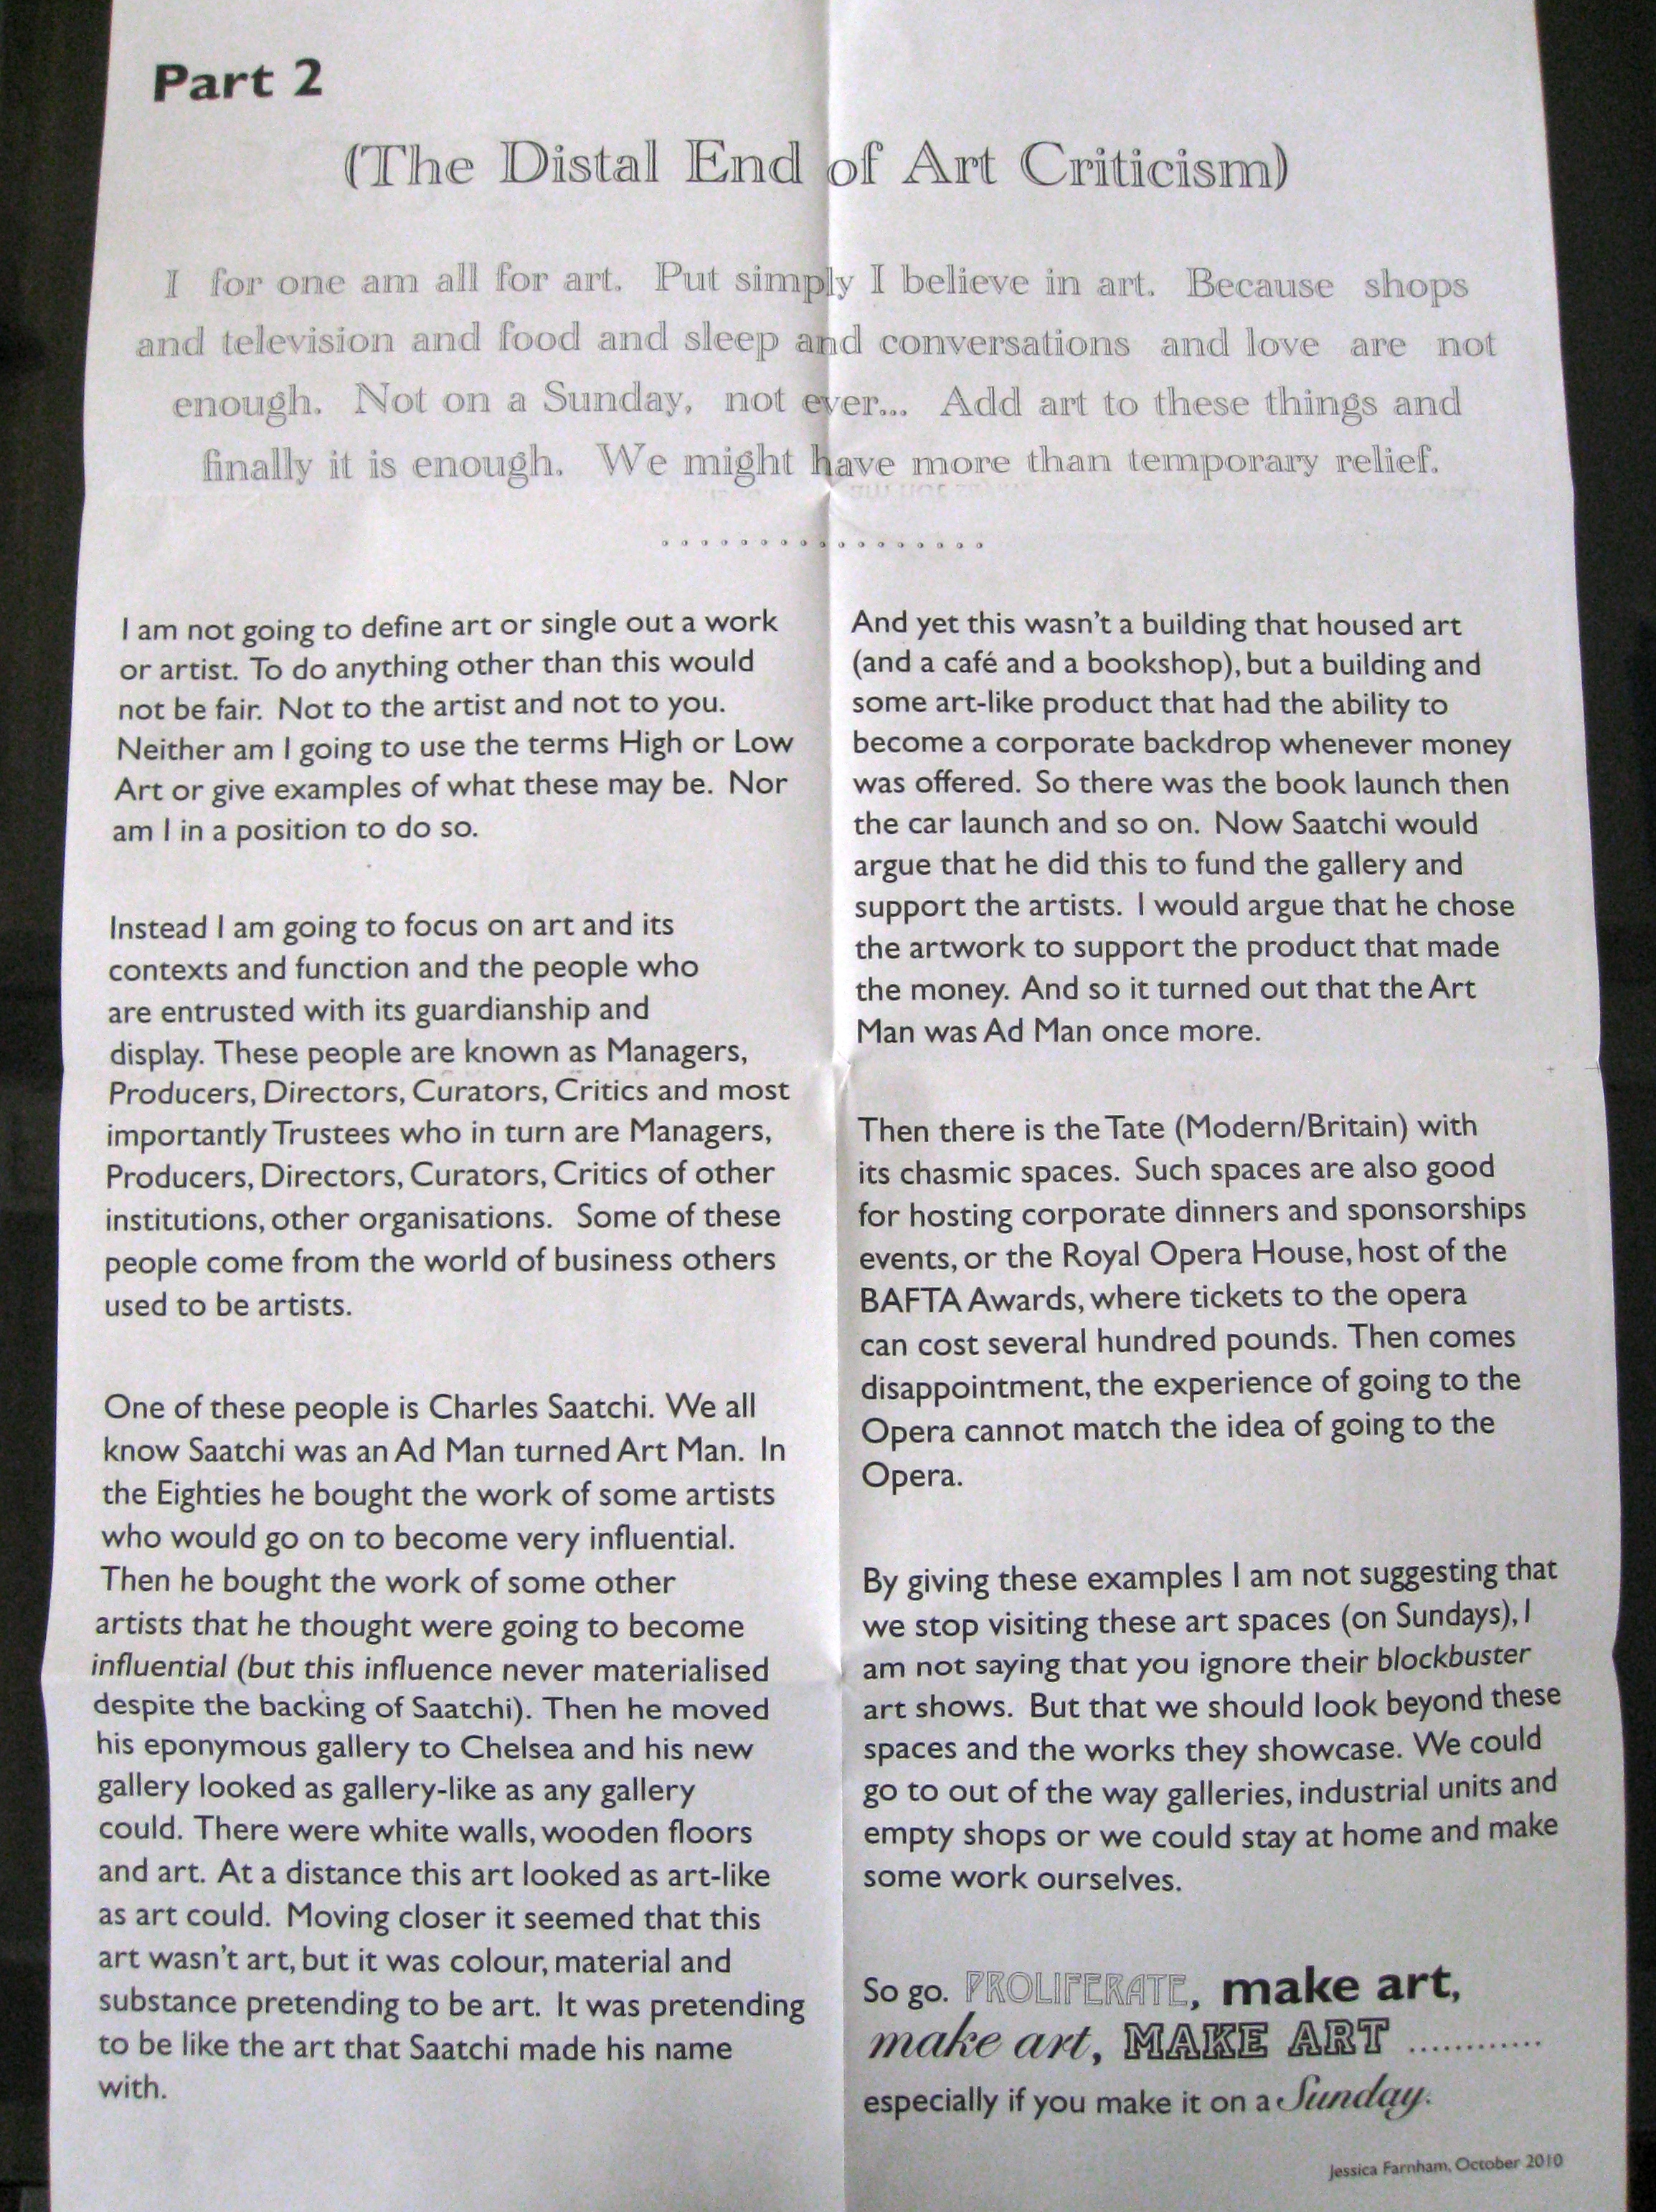 Part 2
(The Distal End of Art Criticism)
I for one am all for art. Put simply I believe in art. Because shops
and television and food and sleep and conversations and love are not
enough. Not on a Sunday, not ever... Add art to these things and
finally it is enough. We might have more than temporary relief.
.................
I am not going to define art or single out a work
or artist. To do anything other than this would
not be fair. Not to the artist and not to you.
Neither am I going to use the terms High or Low
Art or give examples of what these may be. Nor
am I in a position to do so.
Instead I am going to focus on art and its
contexts and function and the people who
are entrusted with its guardianship and
display. These people are known as Managers,
Producers, Directors, Curators, Critics and most
importantly Trustees who in turn are Managers,
Producers, Directors, Curators, Critics of other
institutions, other organisations. Some of these
people come from the world of business others
used to be artists.
One of these people is Charles Saatchi. We all
know Saatchi was an Ad Man turned Art Man. In
the Eighties he bought the work of some artists
who would go on to become very influential.
Then he bought the work of some other
artists that he thought were going to become
influential (but this influence never materialised
despite the backing of Saatchi). Then he moved
his eponymous gallery to Chelsea and his new
gallery looked as gallery-like as any gallery
could. There were white walls, wooden floors
and art. At a distance this art looked as art-like
as art could. Moving closer it seemed that this
art wasn't art, but it was colour, material and
substance pretending to be art. It was pretending
to be like the art that Saatchi made his name
with.
And yet this wasn't a building that housed art
(and a café and a bookshop), but a building and
some art-like product that had the ability to
become a corporate backdrop whenever money
was offered. So there was the book launch then
the car launch and so on. Now Saatchi would
argue that he did this to fund the gallery and
support the artists. I would argue that he chose
the artwork to support the product that made
the money. And so it turned out that the Art
Man was Ad Man once more.
Then there is the Tate (Modern/Britain) with
its chasmic spaces. Such spaces are also good
for hosting corporate dinners and sponsorships
events, or the Royal Opera House, host of the
BAFTA Awards, where tickets to the opera
can cost several hundred pounds. Then comes
disappointment, the experience of going to the
Opera cannot match the idea of going to the
Opera.
By giving these examples I am not suggesting that
we stop visiting these art spaces (on Sundays), I
am not saying that you ignore their blockbuster
art shows. But that we should look beyond these
spaces and the works they showcase. We could
go to out of the way galleries, industrial units and
empty shops or we could stay at home and make
some work ourselves.
So go. PROLIFERATE, make art,
make art, MAKE ART ............
especially if you make it on a Sunday.
Jessica Farnham, October 2010